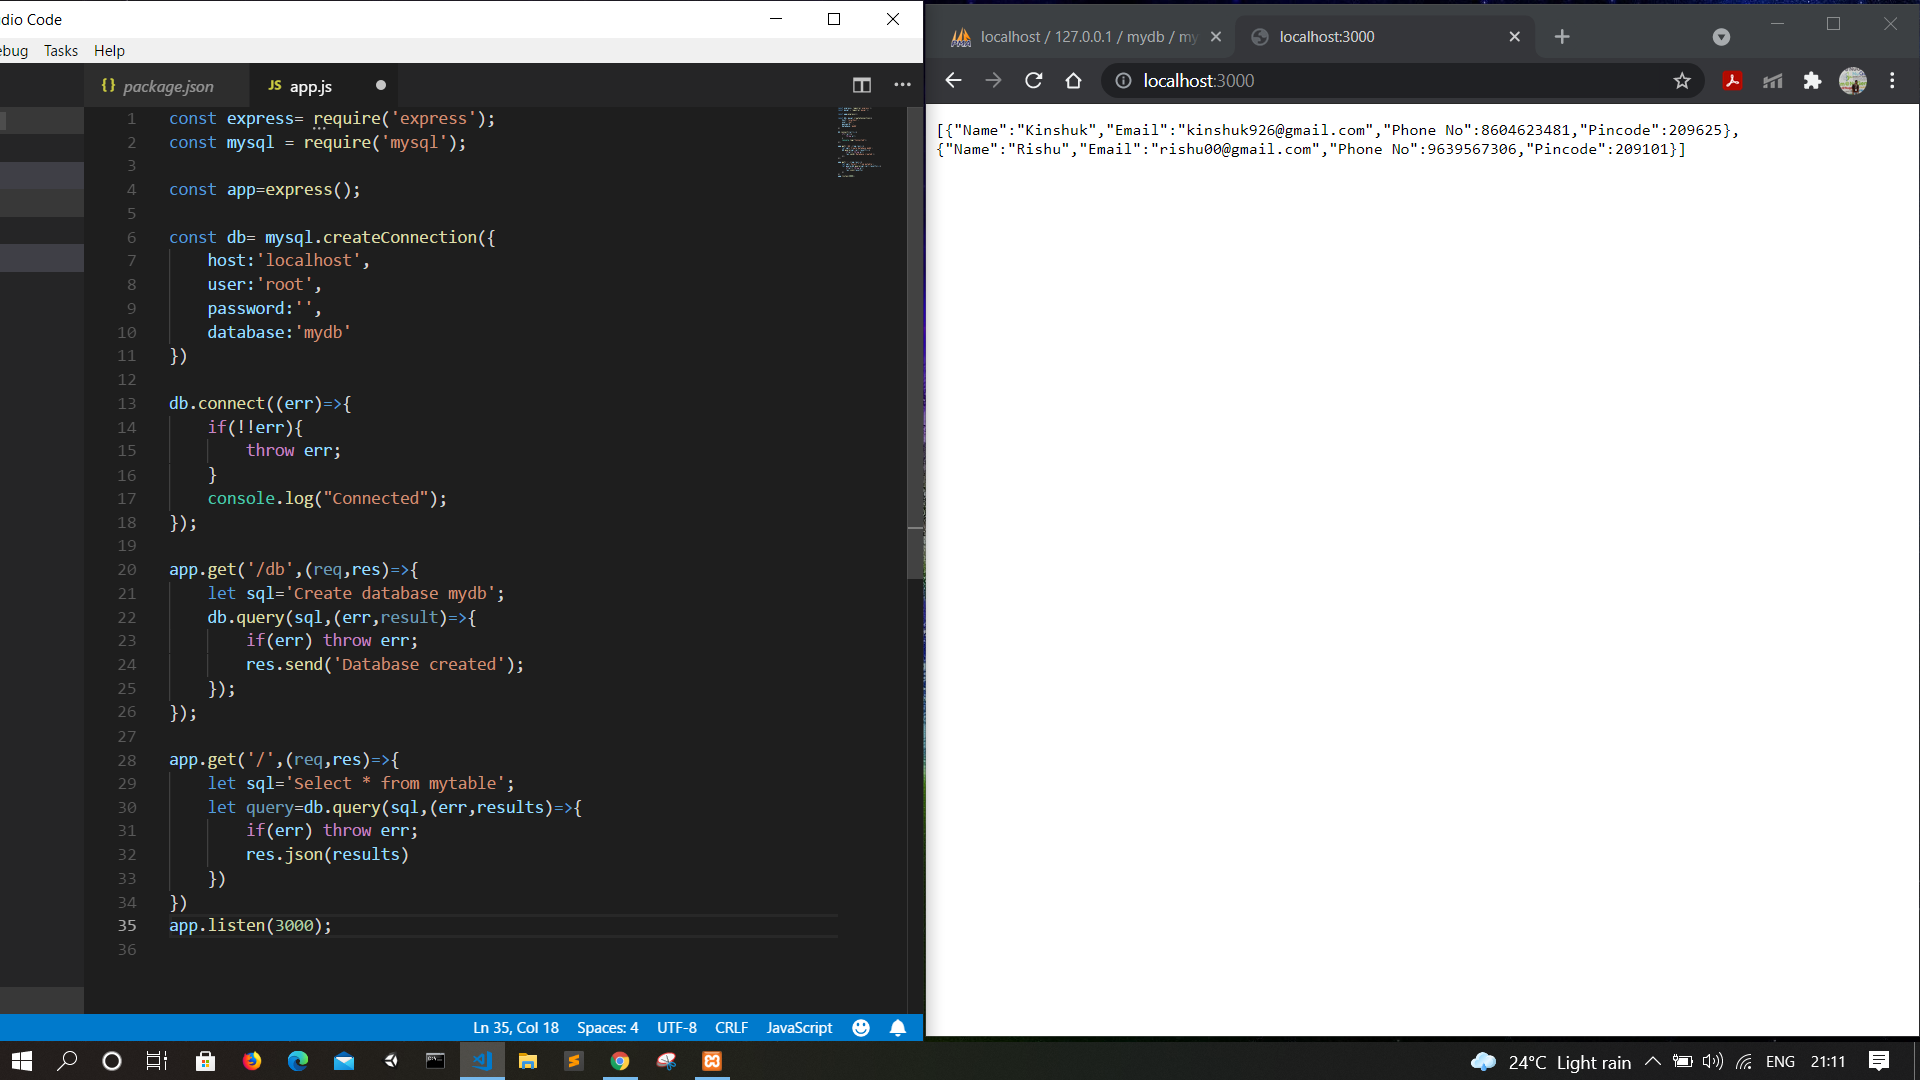 dio Code
ebug Tasks Help
{} package.json JS app.js
1 const express= require('express');
2 const mysql = require('mysql');
3
4 const app=express();
5
6 const db= mysql.createConnection({
7 host:'localhost',
8 user:'root',
9 password:'',
10 database:'mydb'
11 })
12
13 db.connect((err)=>{
14 if(!!err){
15 throw err;
16 }
17 console.log("Connected");
18 });
19
20 app.get('/db',(req,res)=>{
21 let sql='Create database mydb';
22 db.query(sql,(err,result)=>{
23 if(err) throw err;
24 res.send('Database created');
25 });
26 });
27
28 app.get('/',(req,res)=>{
29 let sql='Select * from mytable';
30 let query=db.query(sql,(err,results)=>{
31 if(err) throw err;
32 res.json(results)
33 })
34 })
35 app.listen(3000);
36
Ln 35, Col 18 Spaces: 4 UTF-8 CRLF JavaScript
localhost / 127.0.0.1 / mydb / my localhost:3000
localhost:3000
[{"Name":"Kinshuk","Email":"kinshuk926@gmail.com","Phone No":8604623481,"Pincode":209625},
{"Name":"Rishu","Email":"rishu00@gmail.com","Phone No":9639567306,"Pincode":209101}]
24°C Light rain ENG 21:11